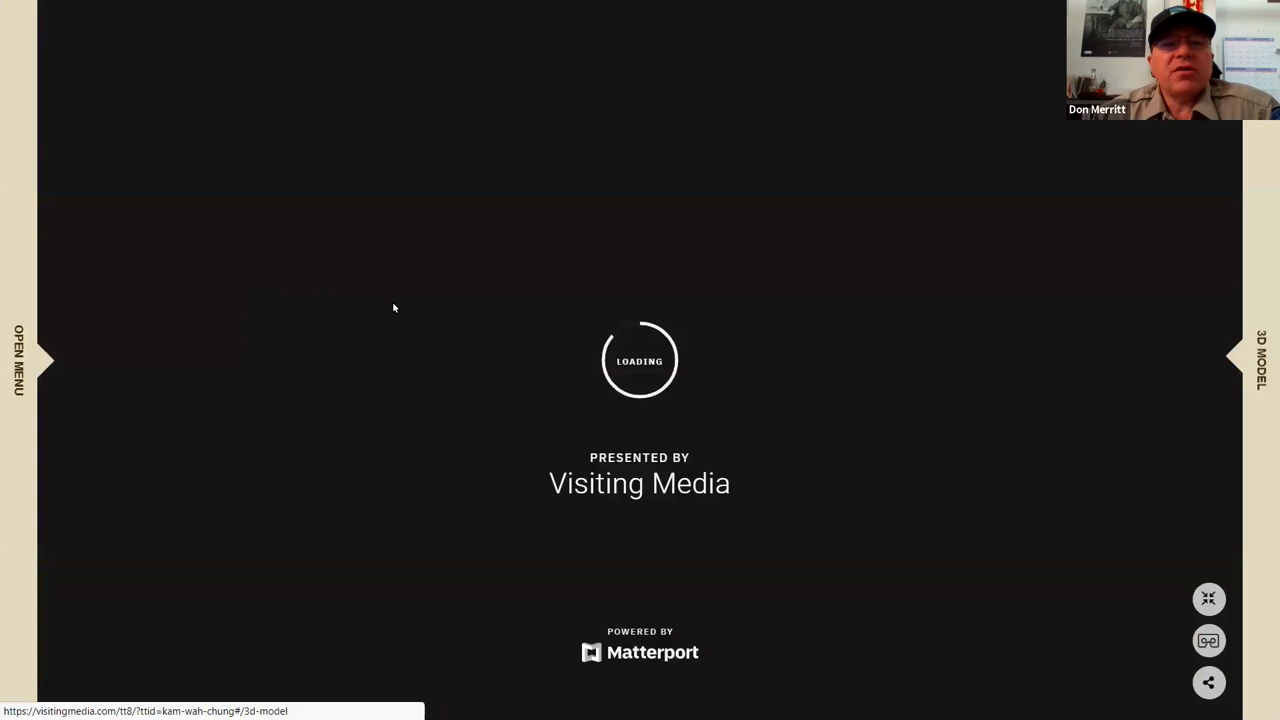 Don Merritt
OPEN MENU
3D MODEL
LOADING
PRESENTED BY
Visiting Media
POWERED BY
Matterport
https://visitingmedia.com/tt8/?ttid=kam-wah-chung#/3d-model